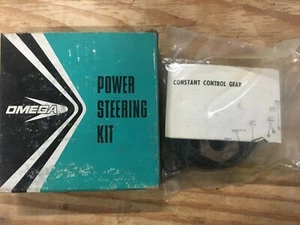 OMEGA
POWER
STEERING
KIT
CONSTANT CONTROL GEAR